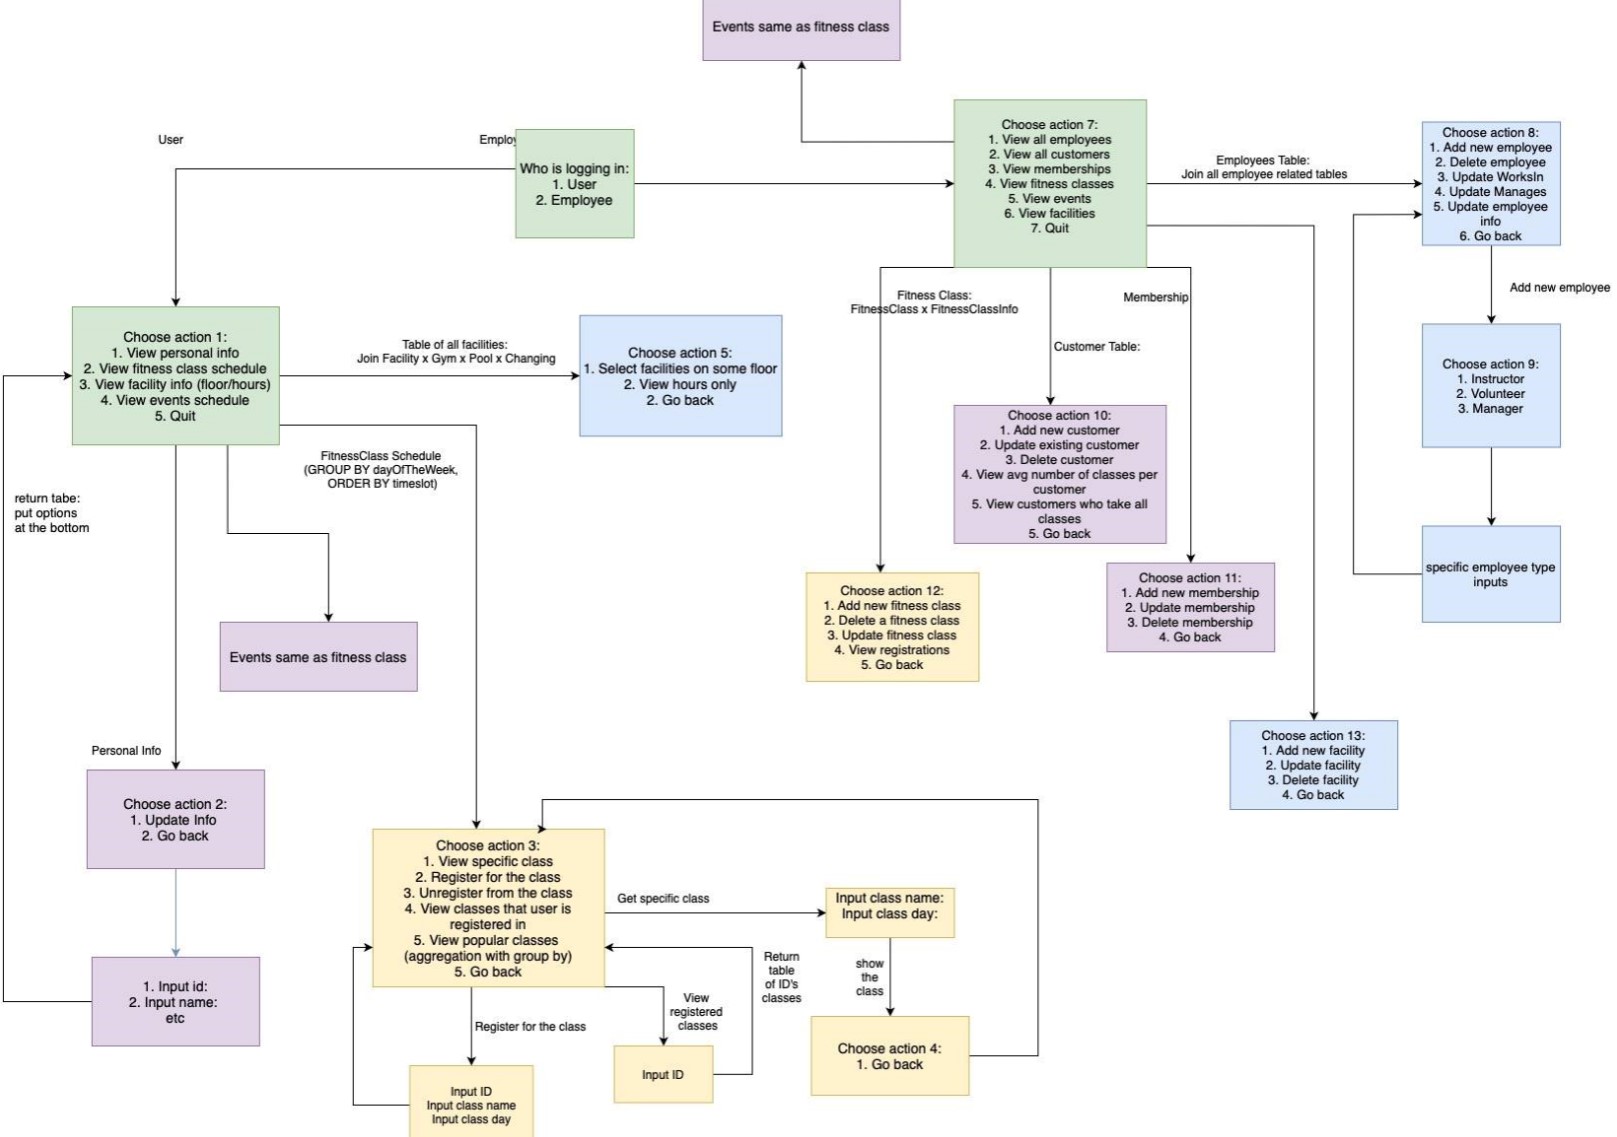 Events same as fitness class
User
Employ
Who is logging in:
1. User
2. Employee
Choose action 7:
1. View all employees
2. View all customers
3. View memberships
4. View fitness classes
5. View events
6. View facilities
7. Quit
Employees Table:
Join all employee related tables
Choose action 8:
1. Add new employee
2. Delete employee
3. Update WorksIn
4. Update Manages
5. Update employee
info
6. Go back
Add new employee
Choose action 9:
1. Instructor
2. Volunteer
3. Manager
specific employee type
inputs
Fitness Class:
FitnessClass x FitnessClassInfo
Customer Table:
Membership
Choose action 10:
1. Add new customer
2. Update existing customer
3. Delete customer
4. View avg number of classes per
customer
5. View customers who take all
classes
5. Go back
Choose action 11:
1. Add new membership
2. Update membership
3. Delete membership
4. Go back
Choose action 12:
1. Add new fitness class
2. Delete a fitness class
3. Update fitness class
4. View registrations
5. Go back
Choose action 13:
1. Add new facility
2. Update facility
3. Delete facility
4. Go back
Choose action 1:
1. View personal info
2. View fitness class schedule
3. View facility info (floor/hours)
4. View events schedule
5. Quit
Table of all facilities:
Join Facility x Gym x Pool x Changing
Choose action 5:
1. Select facilities on some floor
2. View hours only
2. Go back
FitnessClass Schedule
(GROUP BY dayOfTheWeek,
ORDER BY timeslot)
return tabe:
put options
at the bottom
Events same as fitness class
Personal Info
Choose action 2:
1. Update Info
2. Go back
1. Input id:
2. Input name:
etc
Choose action 3:
1. View specific class
2. Register for the class
3. Unregister from the class
4. View classes that user is
registered in
5. View popular classes
(aggregation with group by)
5. Go back
Get specific class
Input class name:
Input class day:
show
the
class
Choose action 4:
1. Go back
Return
table
of ID's
classes
View
registered
classes
Input ID
Register for the class
Input ID
Input class name
Input class day